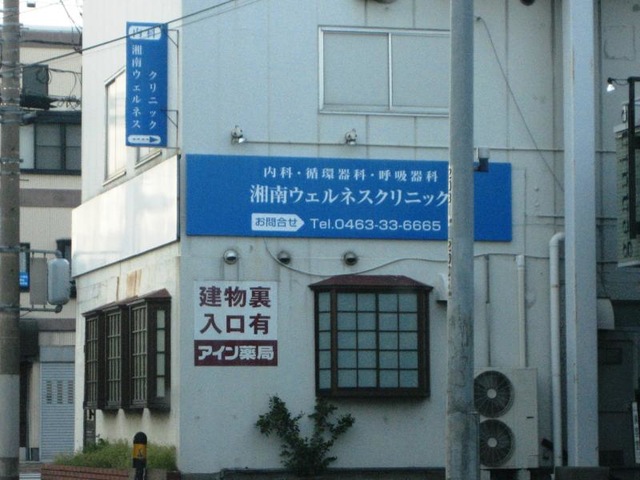 内科
湘南ウェルネス
クリニック
内科・循環器科・呼吸器科
湘南ウェルネスクリニック
お問合せ Tel.0463-33-6665
建物裏
入口有
アイン薬局